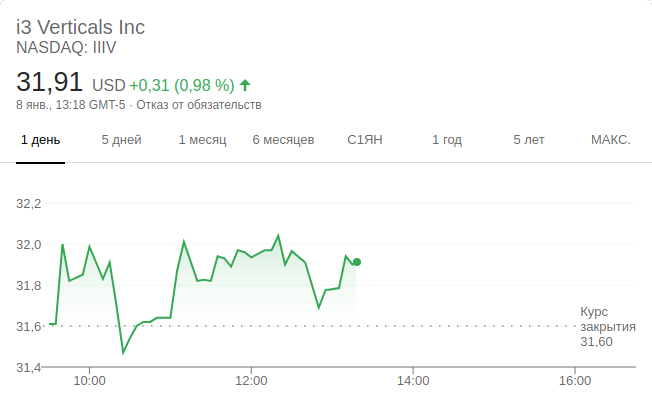 i3 Verticals Inc
NASDAQ: IIIV
31,91 USD +0,31 (0,98 %)
8 янв., 13:18 GMT-5 · Отказ от обязательств
1 день 5 дней 1 месяц 6 месяцев С1ЯН 1 год 5 лет МАКС.
32,2
32,0
31,8
31,6
31,4
Курс
закрытия
31,60
10:00 12:00 14:00 16:00